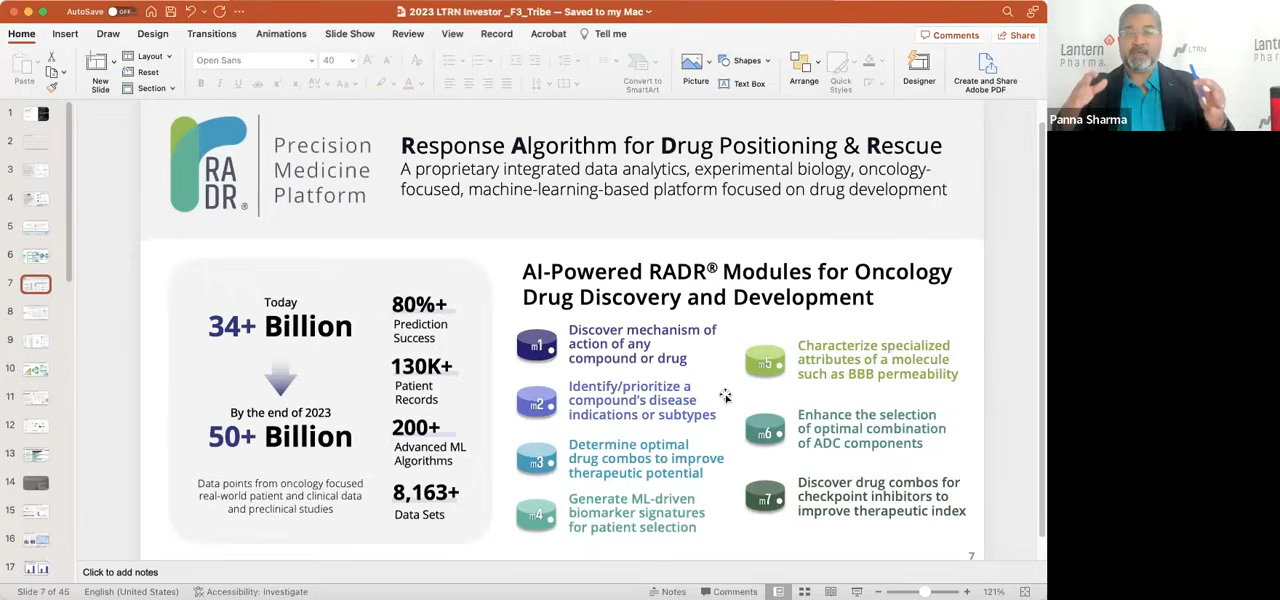 AutoSave OFF
2023 LTRN Investor _F3_Tribe — Saved to my Mac
Home Insert Draw Design Transitions Animations Slide Show Review View Record Acrobat Tell me
Comments Share
Paste
New
Slide
Layout
Reset
Section
Open Sans 40
Convert to
SmartArt
Picture
Shapes
Text Box
Arrange
Quick
Styles
Designer
Create and Share
Adobe PDF
1
2
3
4
5
6
7
8
9
10
11
12
13
14
15
16
17
RA
DR®
Precision
Medicine
Platform
Response Algorithm for Drug Positioning & Rescue
A proprietary integrated data analytics, experimental biology, oncology-
focused, machine-learning-based platform focused on drug development
Today
34+ Billion
By the end of 2023
50+ Billion
Data points from oncology focused
real-world patient and clinical data
and preclinical studies
80%+
Prediction
Success
130K+
Patient
Records
200+
Advanced ML
Algorithms
8,163+
Data Sets
AI-Powered RADR® Modules for Oncology
Drug Discovery and Development
m1
Discover mechanism of
action of any
compound or drug
m2
Identify/prioritize a
compound's disease
indications or subtypes
m3
Determine optimal
drug combos to improve
therapeutic potential
m4
Generate ML-driven
biomarker signatures
for patient selection
m5
Characterize specialized
attributes of a molecule
such as BBB permeability
m6
Enhance the selection
of optimal combination
of ADC components
m7
Discover drug combos for
checkpoint inhibitors to
improve therapeutic index
7
Click to add notes
Slide 7 of 45 English (United States) Accessibility: Investigate Notes Comments 121%
Lantern
Pharma.
LTRN
Panna Sharma